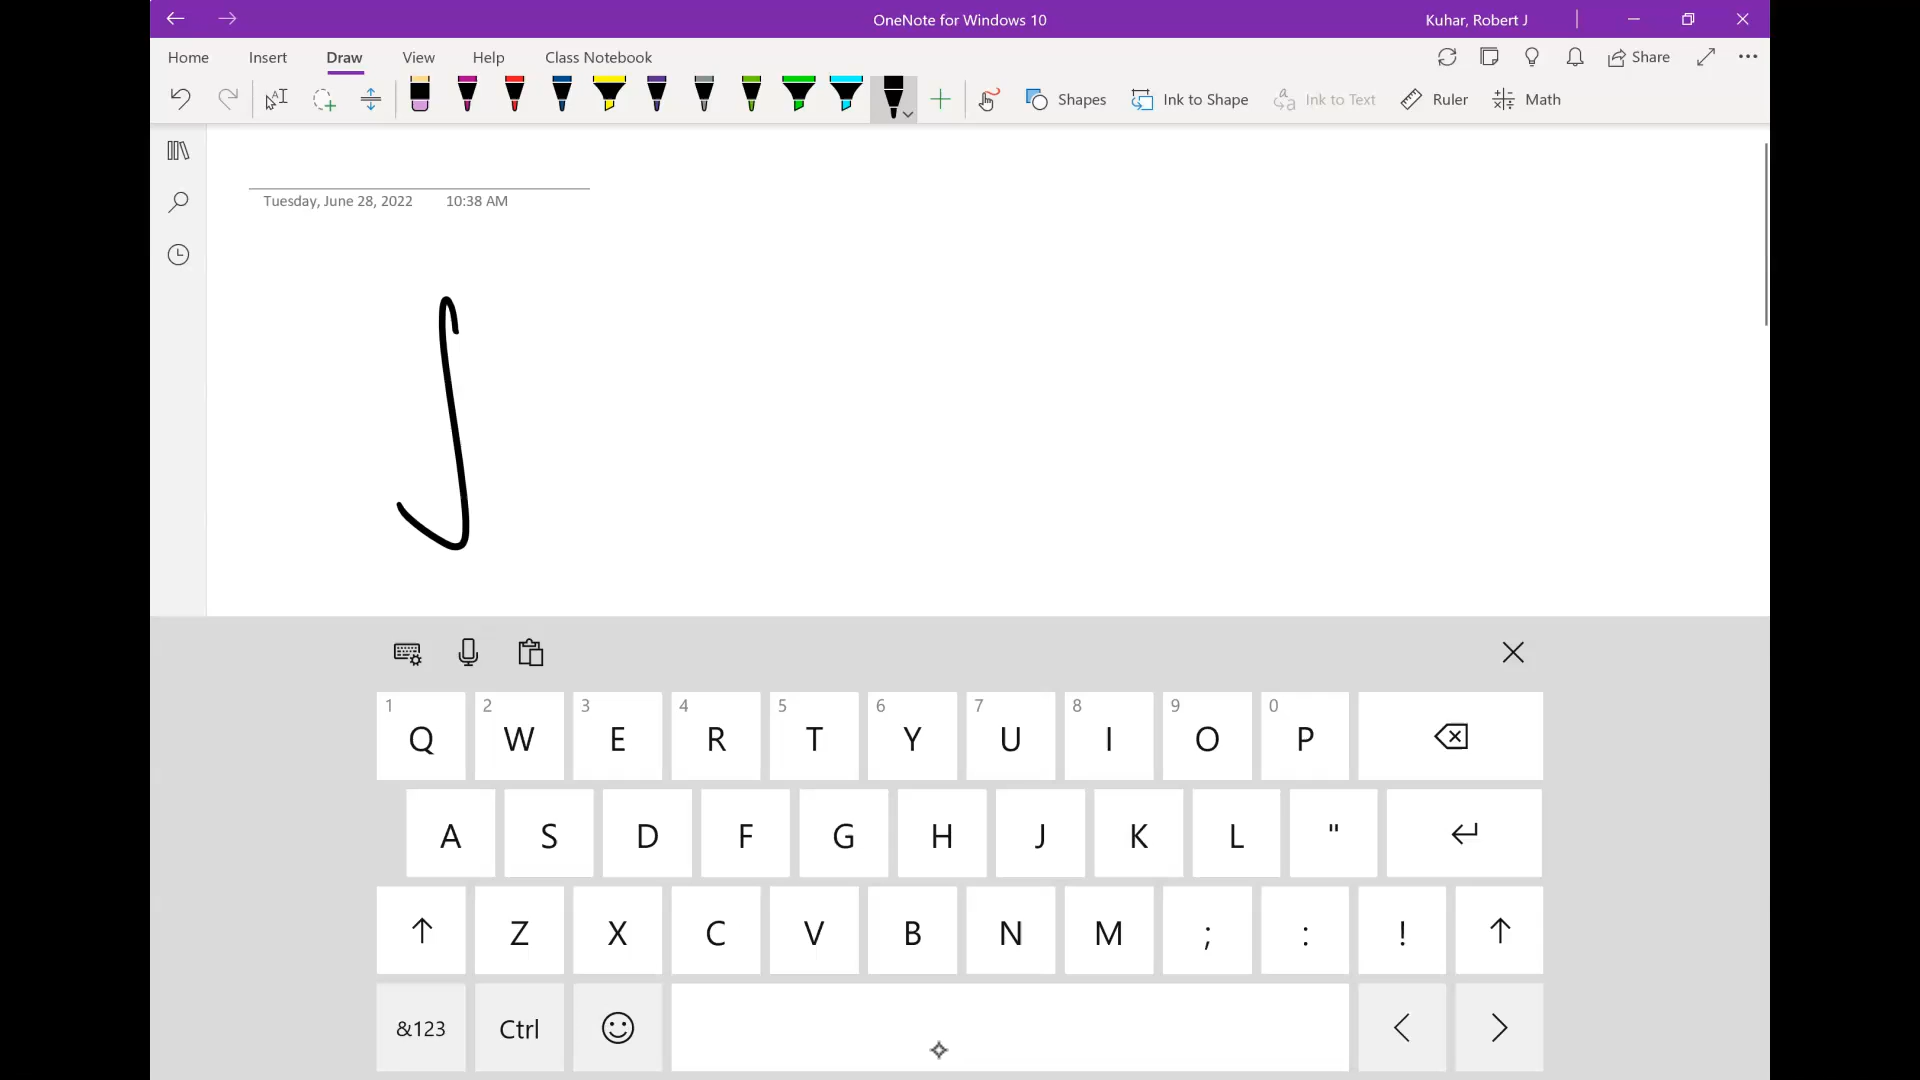 OneNote for Windows 10
Kuhar, Robert J
Home Insert Draw View Help Class Notebook
Share
Shapes Ink to Shape Ink to Text Ruler Math
Tuesday, June 28, 2022 10:38 AM
∫
1 2 3 4 5 6 7 8 9 0
Q W E R T Y U I O P
A S D F G H J K L "
Z X C V B N M ; : !
&123 Ctrl